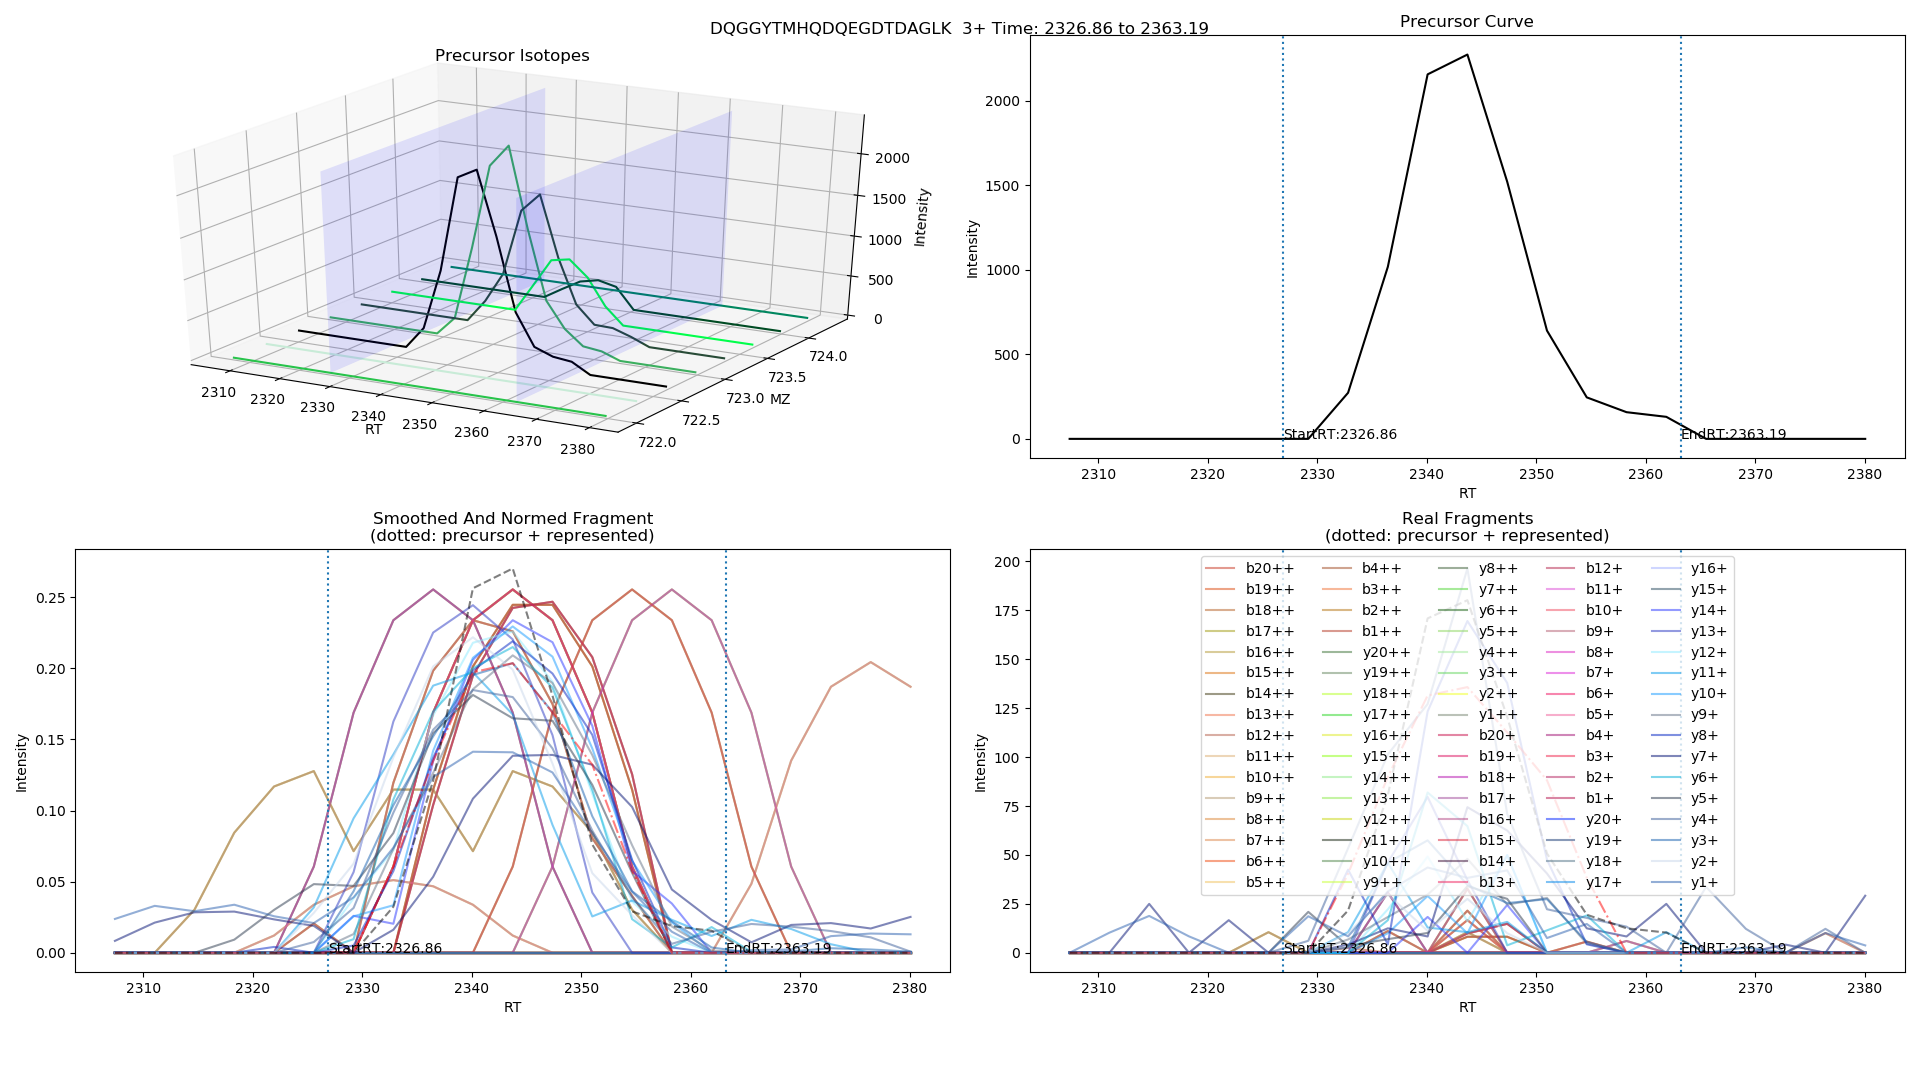 DQGGYTMHQDQEGDTDAGLK  3+ Time: 2326.86 to 2363.19
Precursor Isotopes
2310 2320 2330 2340 2350 2360 2370 2380
RT
722.0 722.5 723.0 723.5 724.0
MZ
0 500 1000 1500 2000
Intensity
Precursor Curve
2000
1500
1000
500
0
Intensity
StartRT:2326.86
EndRT:2363.19
2310 2320 2330 2340 2350 2360 2370 2380
RT
Smoothed And Normed Fragment
(dotted: precursor + represented)
0.25
0.20
0.15
0.10
0.05
0.00
Intensity
StartRT:2326.86
EndRT:2363.19
2310 2320 2330 2340 2350 2360 2370 2380
RT
Real Fragments
(dotted: precursor + represented)
200
175
150
125
100
75
50
25
0
Intensity
b20++ b4++ y8++ b12+ y16+
b19++ b3++ y7++ b11+ y15+
b18++ b2++ y6++ b10+ y14+
b17++ b1++ y5++ b9+ y13+
b16++ y20++ y4++ b8+ y12+
b15++ y19++ y3++ b7+ y11+
b14++ y18++ y2++ b6+ y10+
b13++ y17++ y1++ b5+ y9+
b12++ y16++ b20+ b4+ y8+
b11++ y15++ b19+ b3+ y7+
b10++ y14++ b18+ b2+ y6+
b9++ y13++ b17+ b1+ y5+
b8++ y12++ b16+ y20+ y4+
b7++ y11++ b15+ y19+ y3+
b6++ y10++ b14+ y18+ y2+
b5++ y9++ b13+ y17+ y1+
StartRT:2326.86
EndRT:2363.19
2310 2320 2330 2340 2350 2360 2370 2380
RT